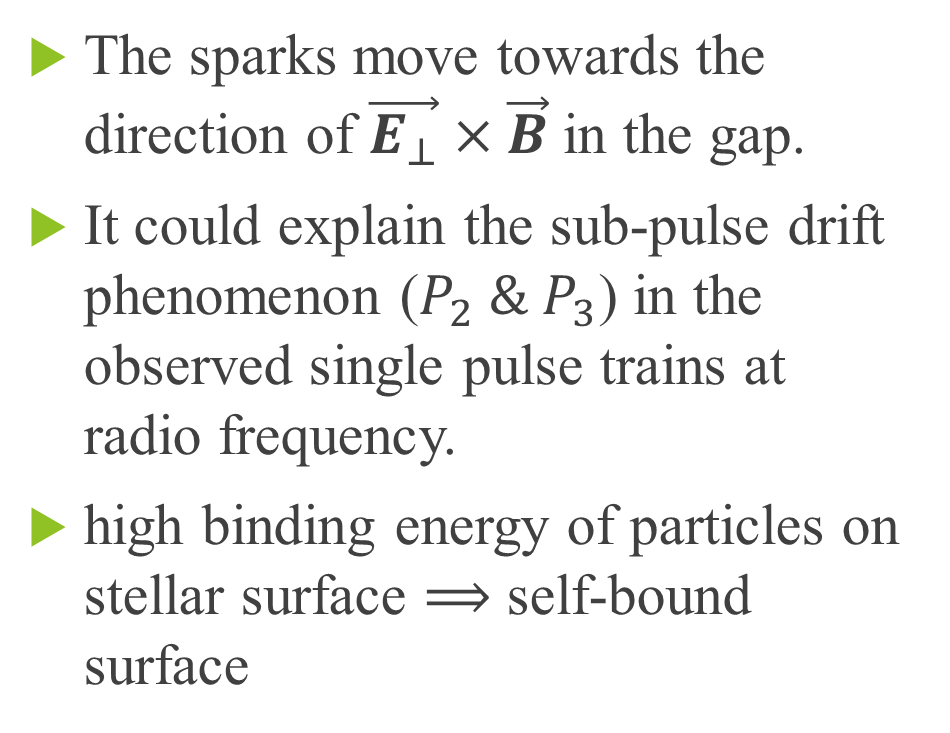 ▶ The sparks move towards the
direction of $\overrightarrow{\boldsymbol{E}_{\perp}} \times \overrightarrow{\boldsymbol{B}}$ in the gap.
▶ It could explain the sub-pulse drift
phenomenon ($P_2$ & $P_3$) in the
observed single pulse trains at
radio frequency.
▶ high binding energy of particles on
stellar surface ⟹ self-bound
surface